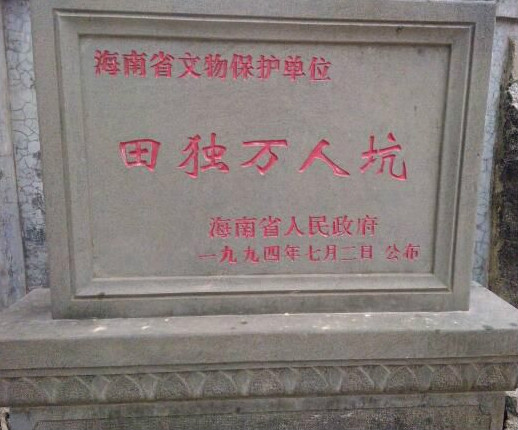 海南省文物保护单位
田独万人坑
海南省人民政府
一九九四年七月二日 公布